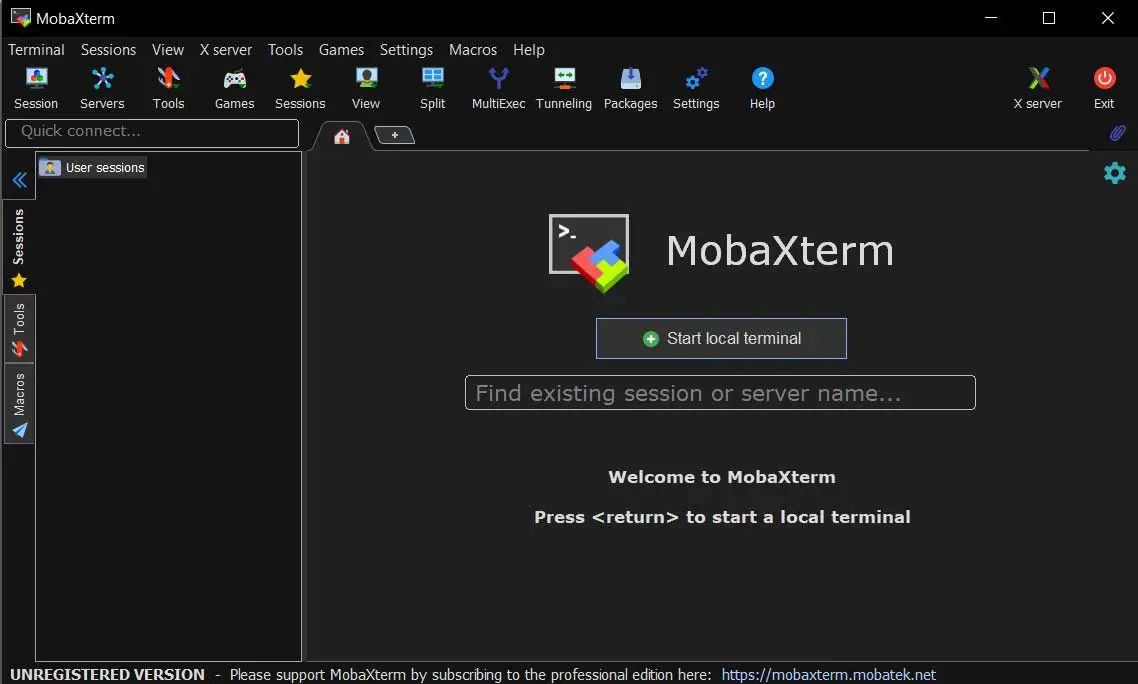 MobaXterm
Terminal Sessions View X server Tools Games Settings Macros Help
Session Servers Tools Games Sessions View Split MultiExec Tunneling Packages Settings Help X server Exit
Quick connect...
User sessions
Sessions
Tools
Macros
>_
MobaXterm
Start local terminal
Find existing session or server name...
Welcome to MobaXterm
Press <return> to start a local terminal
UNREGISTERED VERSION - Please support MobaXterm by subscribing to the professional edition here: https://mobaxterm.mobatek.net